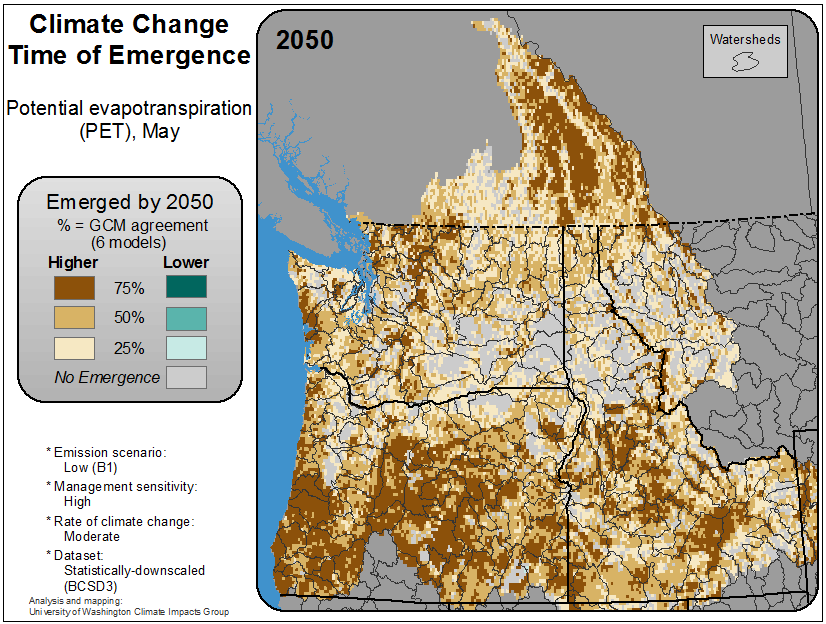 Climate Change
Time of Emergence
Potential evapotranspiration
(PET), May
Emerged by 2050
% = GCM agreement
(6 models)
Higher Lower
75%
50%
25%
No Emergence
* Emission scenario:
Low (B1)
* Management sensitivity:
High
* Rate of climate change:
Moderate
* Dataset:
Statistically-downscaled
(BCSD3)
Analysis and mapping:
University of Washington Climate Impacts Group
2050
Watersheds